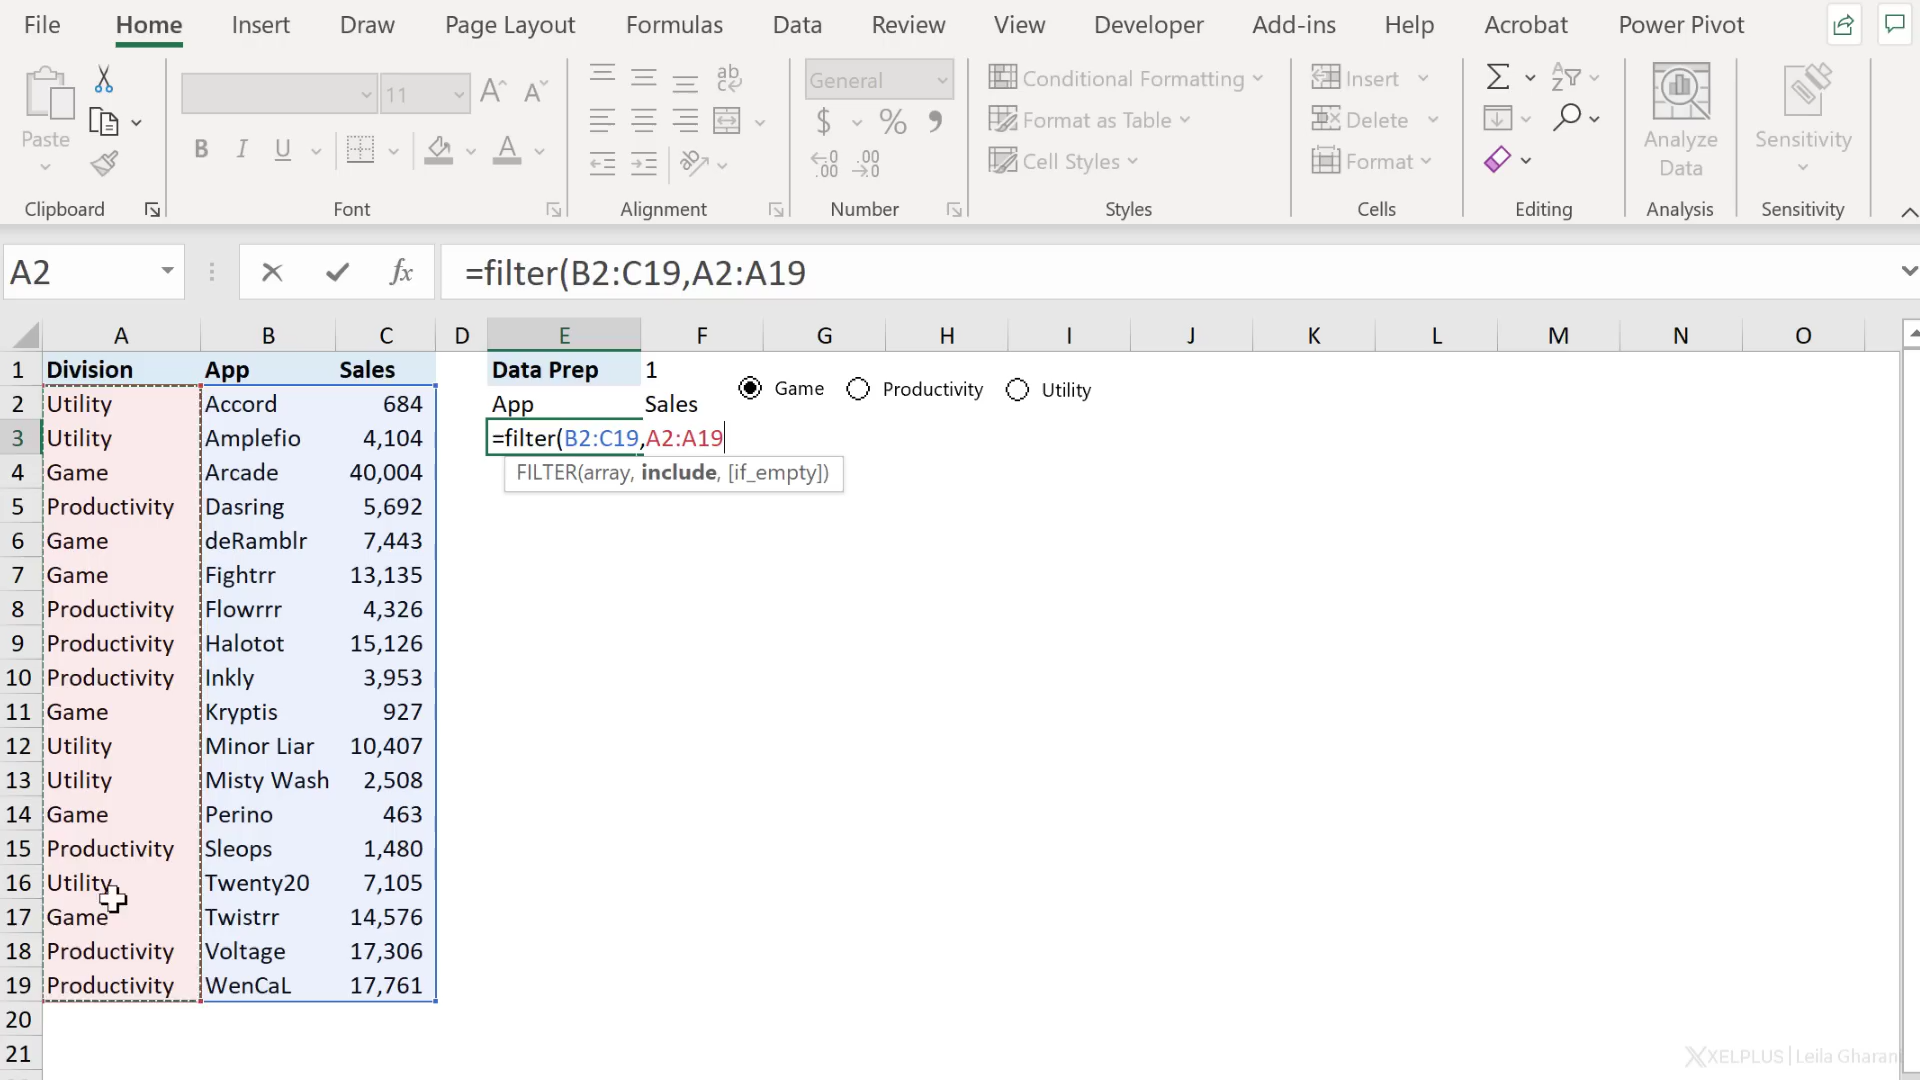 File Home Insert Draw Page Layout Formulas Data Review View Developer Add-ins Help Acrobat Power Pivot
Paste
11
B I U A
ab
c
General
$ % 9
.00 .00
Conditional Formatting
Format as Table
Cell Styles
Insert
Delete
Format
Analyze
Data
Sensitivity
Clipboard Font Alignment Number Styles Cells Editing Analysis Sensitivity
A2 fx =filter(B2:C19,A2:A19
A B C D E F G H I J K L M N O
1 Division App Sales Data Prep 1
Game Productivity Utility
2 Utility Accord 684 App Sales
3 Utility Amplefio 4,104 =filter(B2:C19,A2:A19
4 Game Arcade 40,004 FILTER(array, include, [if_empty])
5 Productivity Dasring 5,692
6 Game deRamblr 7,443
7 Game Fightrr 13,135
8 Productivity Flowrrr 4,326
9 Productivity Halotot 15,126
10 Productivity Inkly 3,953
11 Game Kryptis 927
12 Utility Minor Liar 10,407
13 Utility Misty Wash 2,508
14 Game Perino 463
15 Productivity Sleops 1,480
16 Utility Twenty20 7,105
17 Game Twistrr 14,576
18 Productivity Voltage 17,306
19 Productivity WenCaL 17,761
20
21
XELPLUS | Leila Gharani